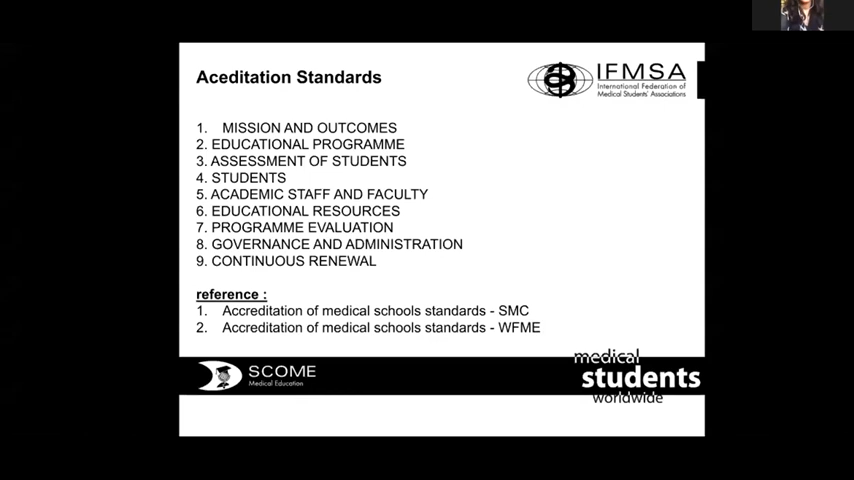 Aceditation Standards
IFMSA
International Federation of
Medical Students' Associations
1. MISSION AND OUTCOMES
2. EDUCATIONAL PROGRAMME
3. ASSESSMENT OF STUDENTS
4. STUDENTS
5. ACADEMIC STAFF AND FACULTY
6. EDUCATIONAL RESOURCES
7. PROGRAMME EVALUATION
8. GOVERNANCE AND ADMINISTRATION
9. CONTINUOUS RENEWAL
reference :
1. Accreditation of medical schools standards - SMC
2. Accreditation of medical schools standards - WFME
SCOME
Medical Education
medical
students
worldwide